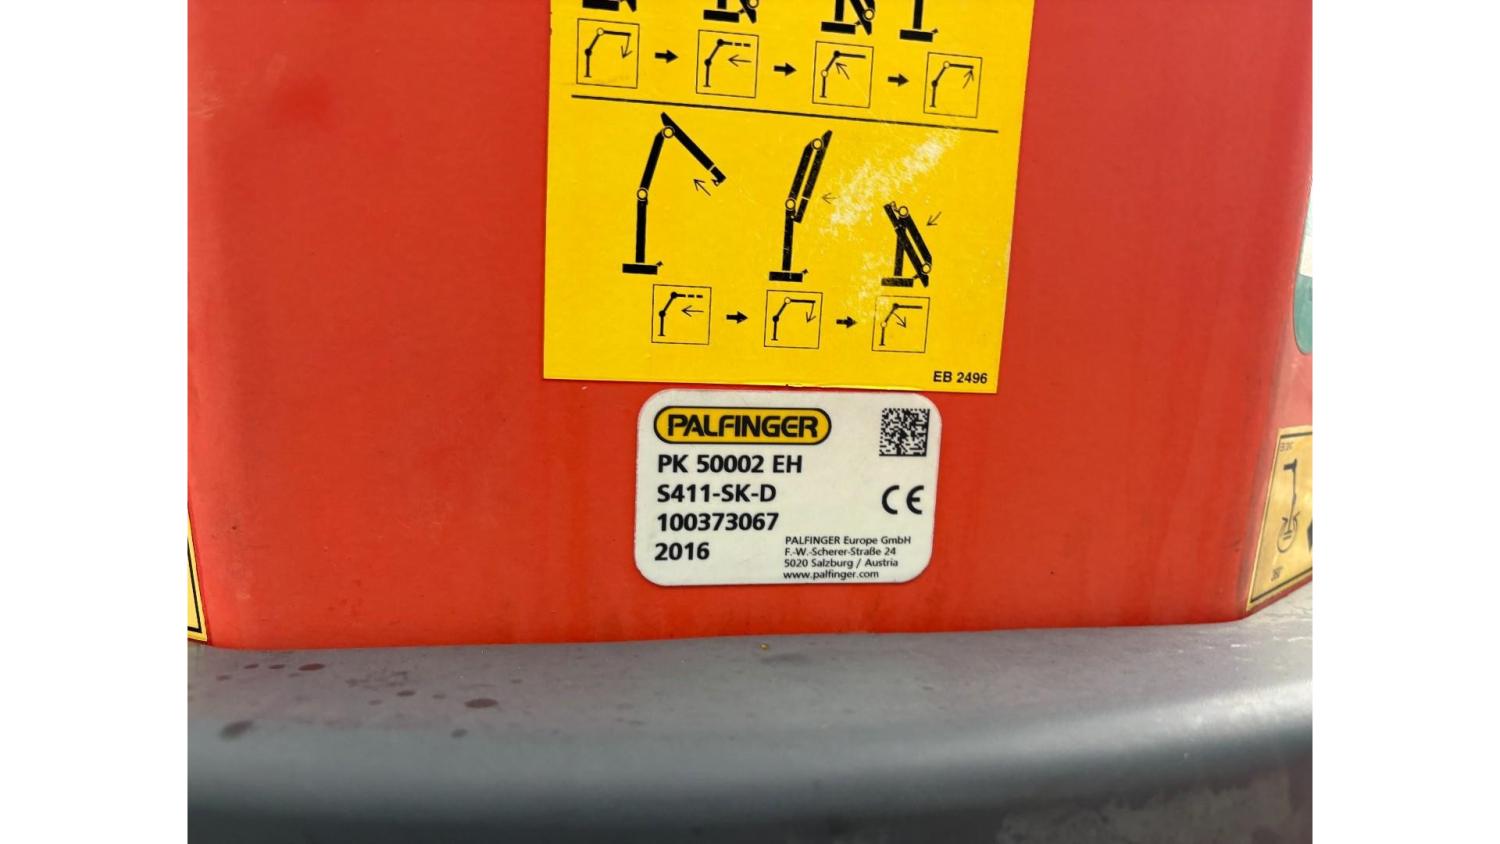 EB 2496
PALFINGER
PK 50002 EH
S411-SK-D
100373067
2016
PALFINGER Europe GmbH
F.-W.-Scherer-Straße 24
5020 Salzburg / Austria
www.palfinger.com
CE